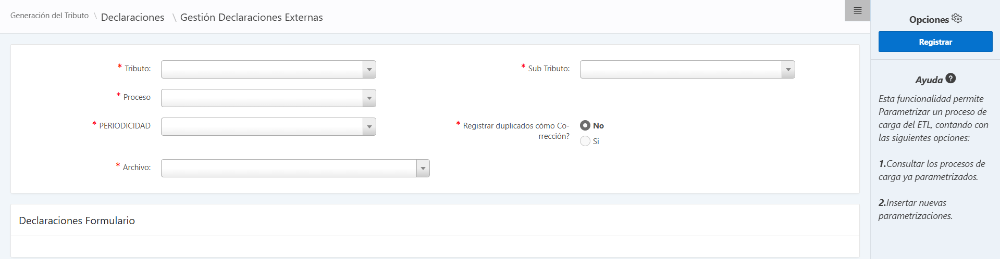 Generación del Tributo \ Declaraciones \ Gestión Declaraciones Externas
* Tributo:
* Sub Tributo:
* Proceso
* PERIODICIDAD
* Registrar duplicados cómo Co-
rrección?
No
Si
* Archivo:
Declaraciones Formulario
Opciones
Registrar
Ayuda
Esta funcionalidad permite
Parametrizar un proceso de
carga del ETL, contando con
las siguientes opciones:
1.Consultar los procesos de
carga ya parametrizados.
2.Insertar nuevas
parametrizaciones.